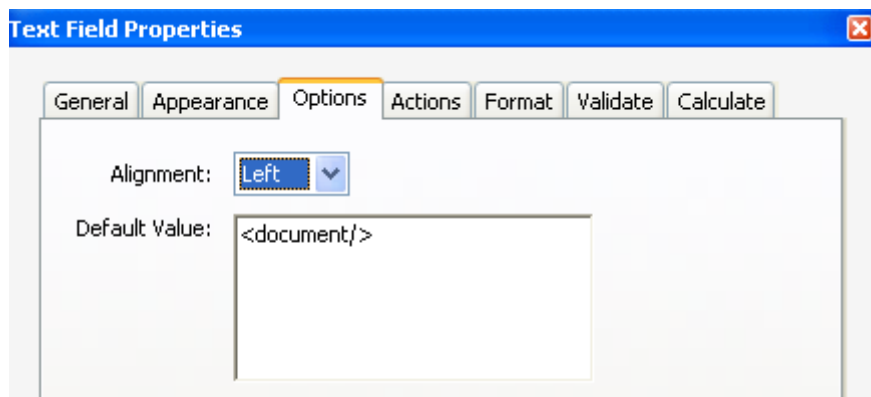 Text Field Properties
General Appearance Options Actions Format Validate Calculate
Alignment: Left
Default Value: <document/>